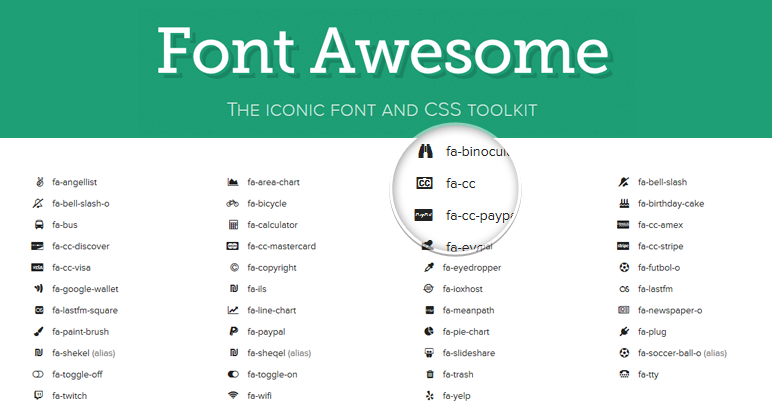 Font Awesome
THE ICONIC FONT AND CSS TOOLKIT
fa-angellist
fa-area-chart
fa-binocul
fa-bell-slash
fa-bell-slash-o
fa-bicycle
fa-cc
fa-birthday-cake
fa-bus
fa-calculator
fa-cc-payp
fa-cc-amex
fa-cc-discover
fa-cc-mastercard
fa-cc-stripe
fa-cc-visa
fa-copyright
fa-eyedropper
fa-futbol-o
fa-google-wallet
fa-ils
fa-ioxhost
fa-lastfm
fa-lastfm-square
fa-line-chart
fa-meanpath
fa-newspaper-o
fa-paint-brush
fa-paypal
fa-pie-chart
fa-plug
fa-shekel (alias)
fa-sheqel (alias)
fa-slideshare
fa-soccer-ball-o (alias)
fa-toggle-off
fa-toggle-on
fa-trash
fa-tty
fa-twitch
fa-wifi
fa-yelp